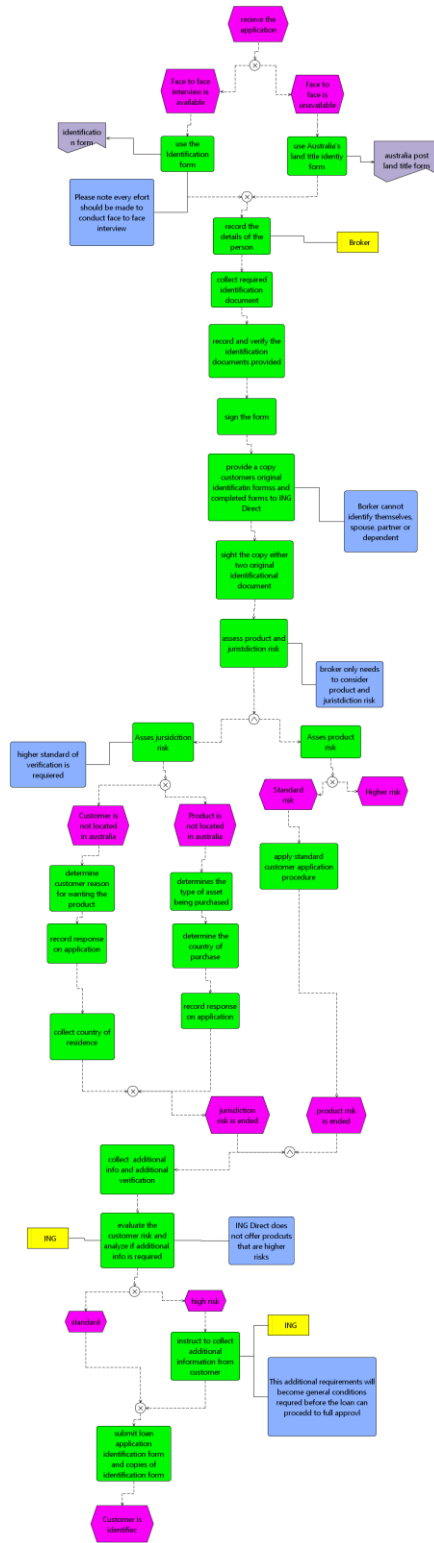 recieve the
application
Face to face
interview is
available
Face to
face is
unavailable
identificatio
n form
use the
identification
form
use Australia's
land title identiy
form
australia post
land title form
Please note every efort
should be made to
conduct face to face
interview
record the
details of the
person
Broker
collect required
identification
document
record and verify the
identification
documents provided
sign the form
provide a copy
customers original
identificatin formss and
completed forms to ING
Direct
Borker cannot
identify themselves,
spouse, partner or
dependent
sight the copy either
two original
identificational
document
assess product and
juristdiction risk
broker only needs
to consider
product and
juristdiction risk
higher standard of
verification is
requiered
Asses jursidcition
risk
Asses product
risk
Customer is
not located
in australia
Product is
not located
in australia
Standard
risk
Higher risk
determine
customer reason
for wanting the
product
determines the
type of asset
being purchased
apply standard
customer application
procedure
record response
on application
determine the
country of
purchase
collect country of
residence
record response
on application
jurisdiction
risk is ended
product risk
is ended
collect additional
info and additional
verification
ING
evaluate the
customer risk and
analyze if additional
info is required
ING Direct does
not offer prodcuts
that are higher
risks
standard
high risk
instruct to collect
additional
information from
customer
ING
This additional requirements will
become general conditions
requred before the loan can
procedd to full approvl
submit loan
application
identification form
and copies of
identification form
Customer is
identifiec